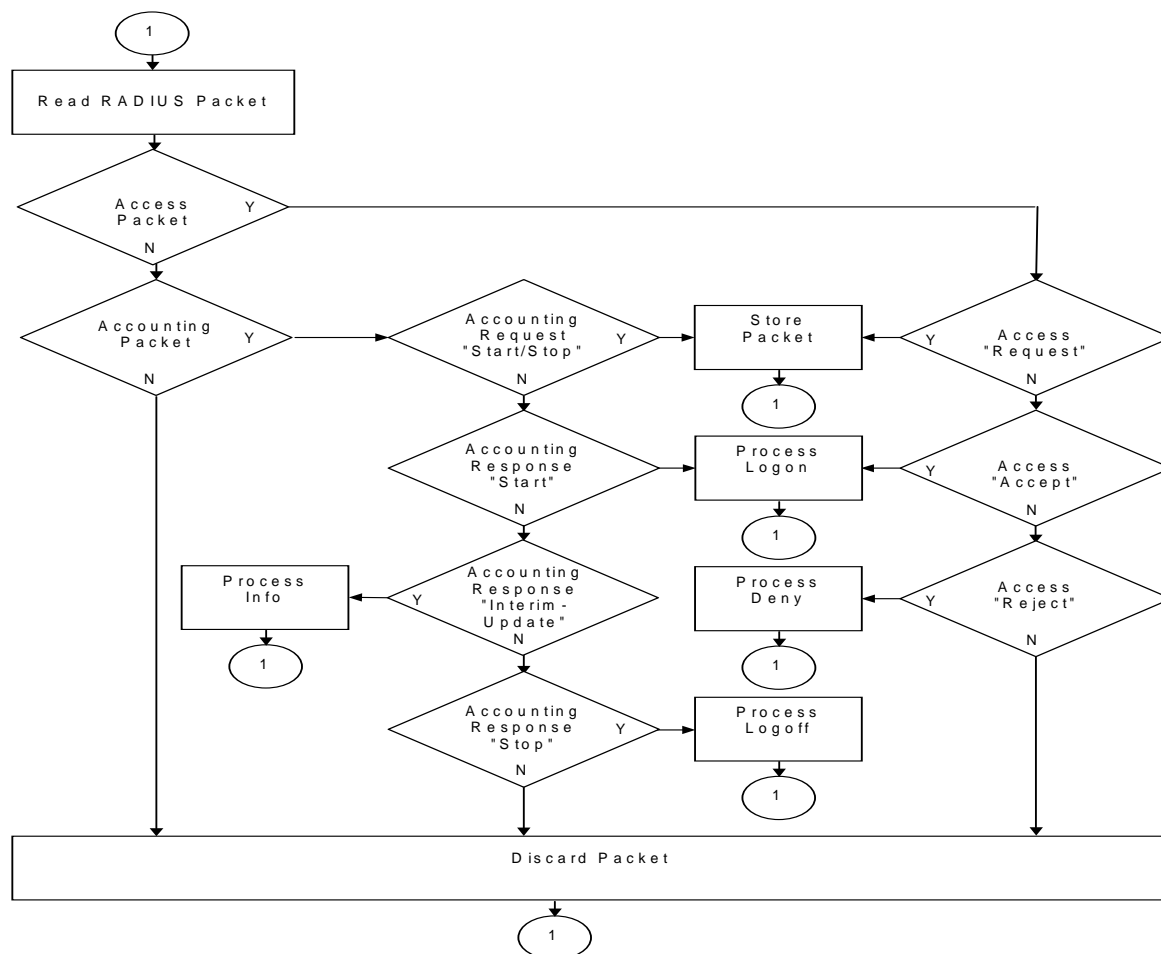 1
Read RADIUS Packet
Access
Packet
Y
N
Accounting
Packet
Y
N
Accounting
Request
"Start/Stop"
Y
N
Store
Packet
1
Y
Access
"Request"
N
Accounting
Response
"Start"
N
Process
Logon
1
Y
Access
"Accept"
N
Process
Info
1
Y
Accounting
Response
"Interim-
Update"
N
Process
Deny
1
Y
Access
"Reject"
N
Accounting
Response
"Stop"
Y
N
Process
Logoff
1
Discard Packet
1